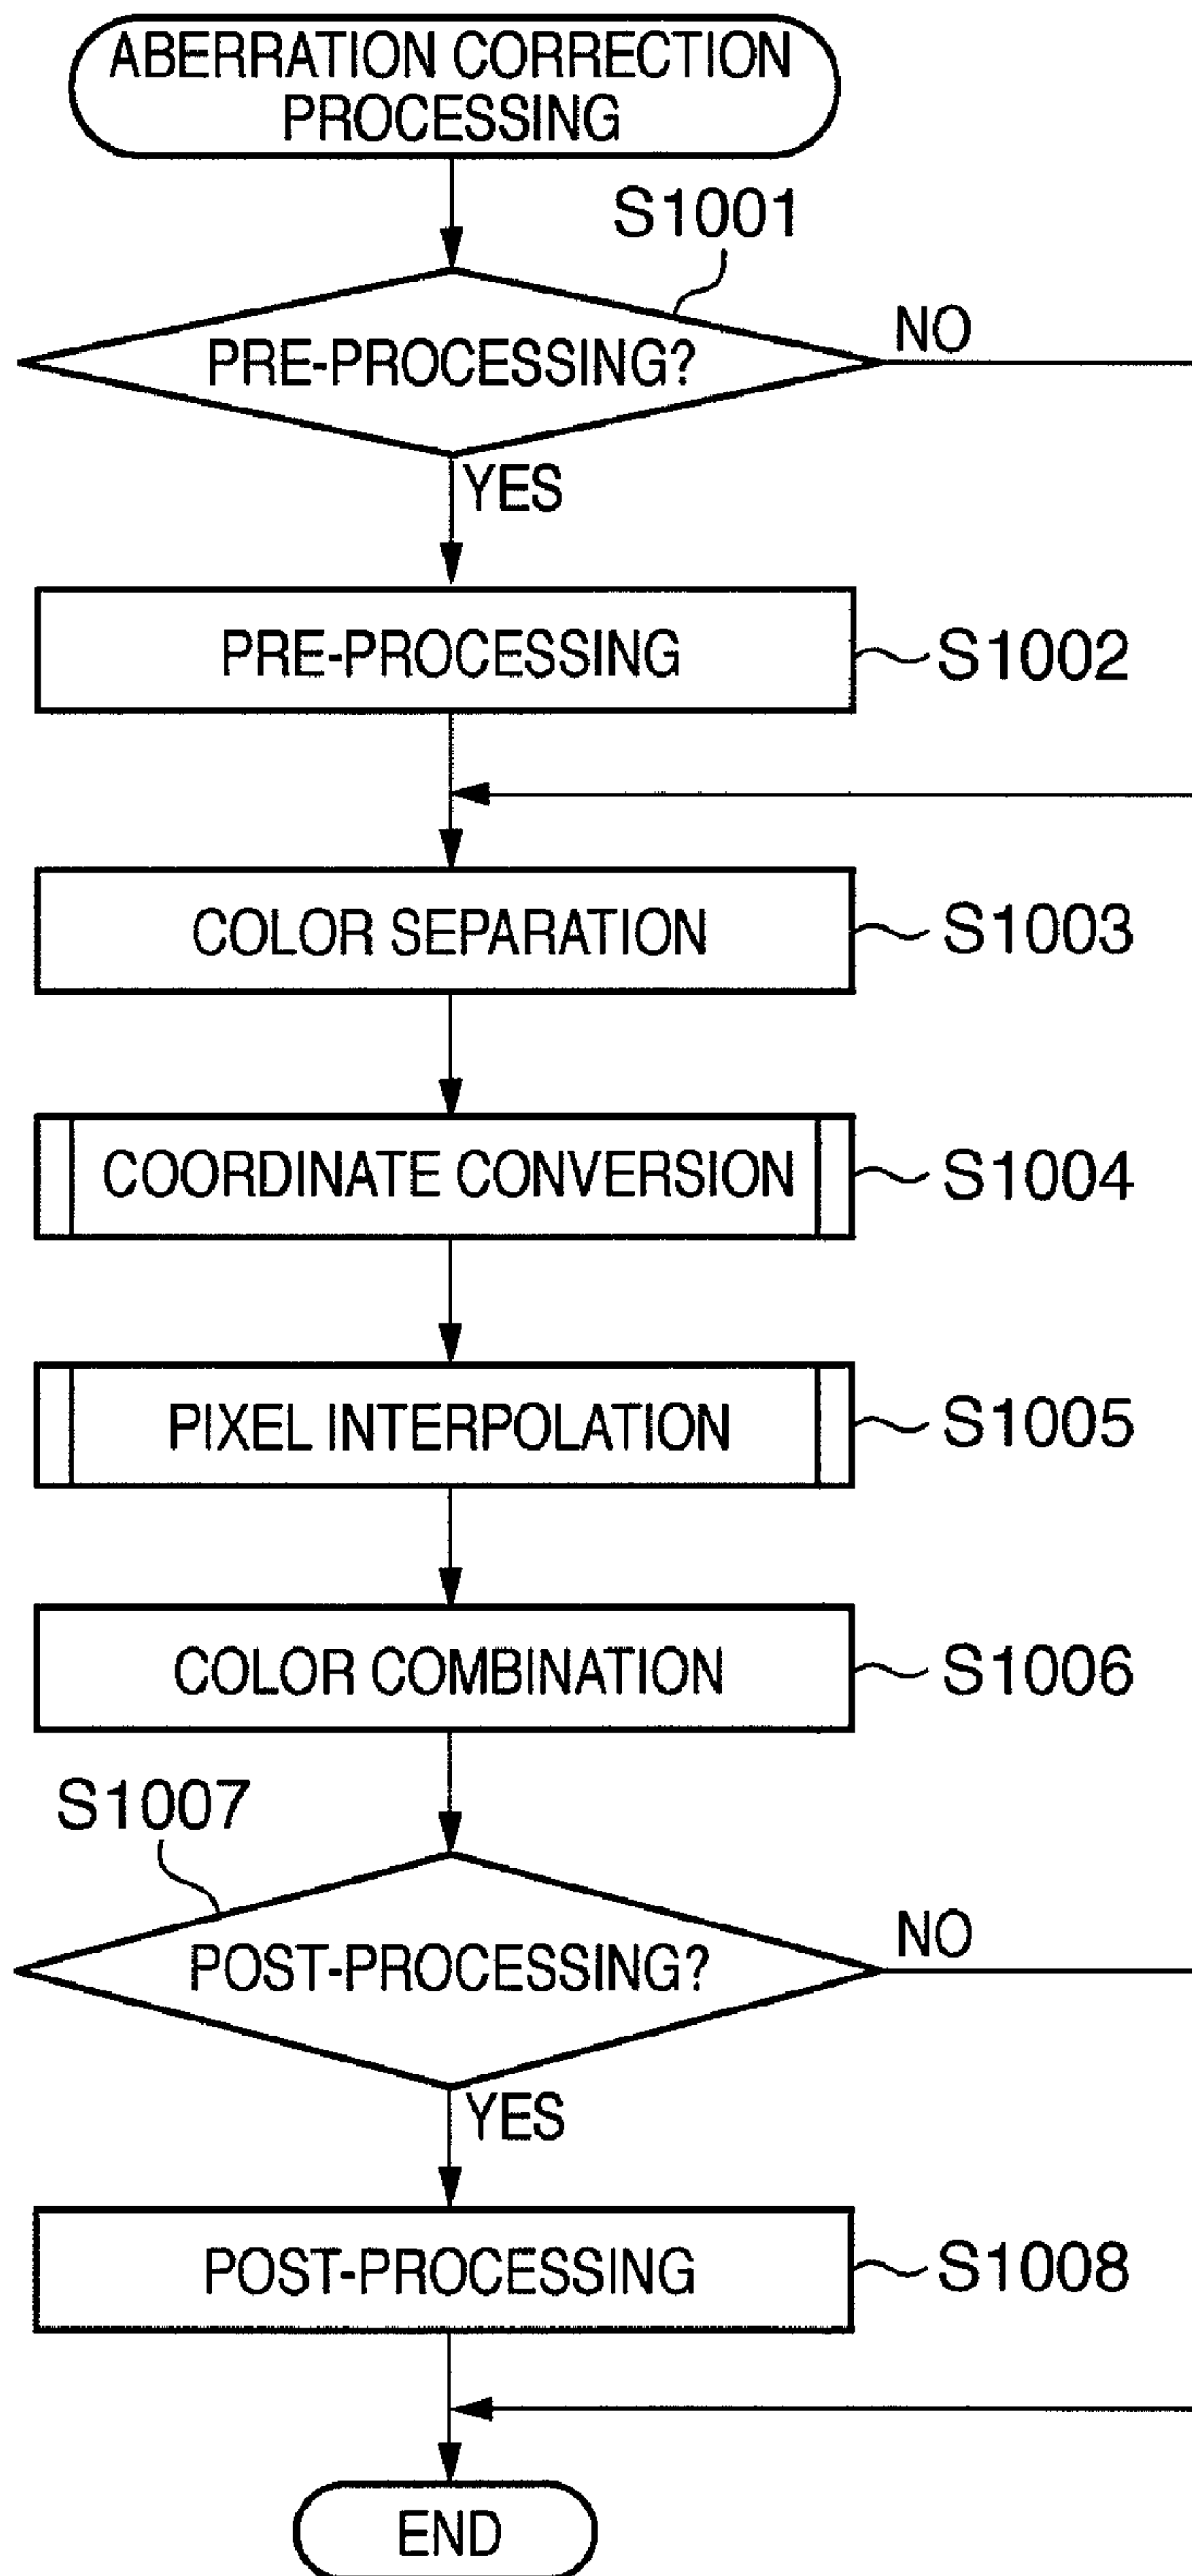 ABERRATION CORRECTION
PROCESSING
S1001
PRE-PROCESSING?
NO
YES
PRE-PROCESSING
S1002
COLOR SEPARATION
S1003
COORDINATE CONVERSION
S1004
PIXEL INTERPOLATION
S1005
COLOR COMBINATION
S1006
S1007
POST-PROCESSING?
NO
YES
POST-PROCESSING
S1008
END